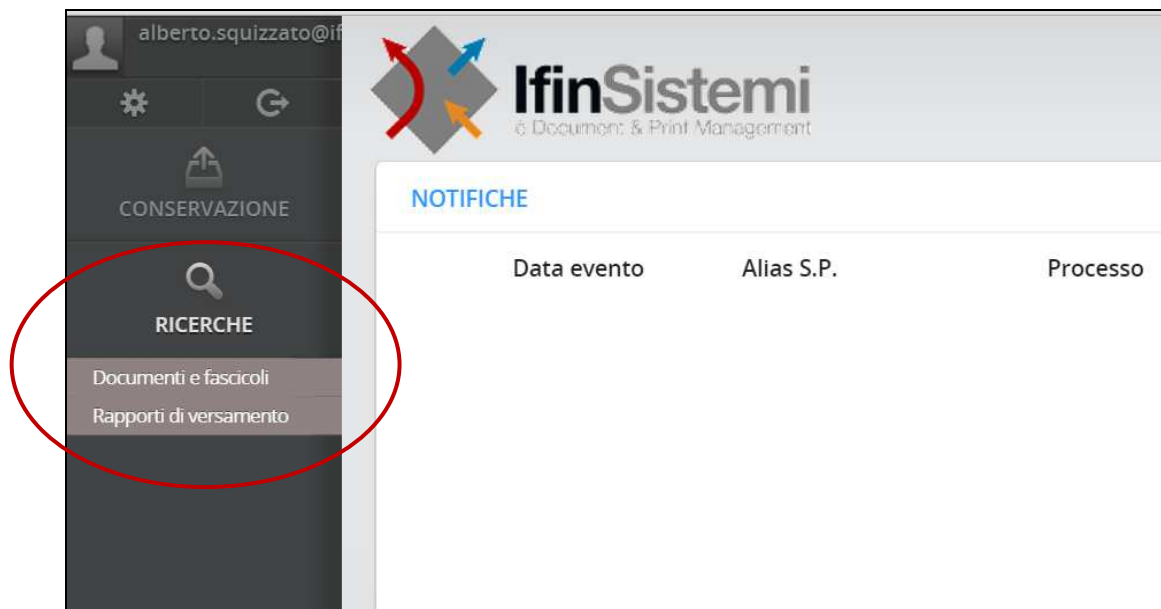 alberto.squizzato@if
IfinSistemi
è Document & Print Management
CONSERVAZIONE
NOTIFICHE
Data evento Alias S.P. Processo
RICERCHE
Documenti e fascicoli
Rapporti di versamento